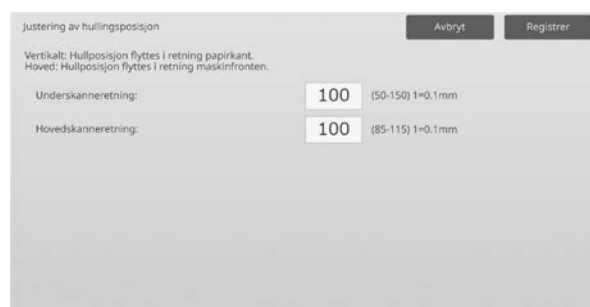 Justering av hullingsposisjon
Avbryt
Registrer
Vertikalt: Hullposisjon flyttes i retning papirkant.
Hoved: Hullposisjon flyttes i retning maskinfronten.
Underskanneretning: 100 (50-150) 1=0.1mm
Hovedskanneretning: 100 (85-115) 1=0.1mm